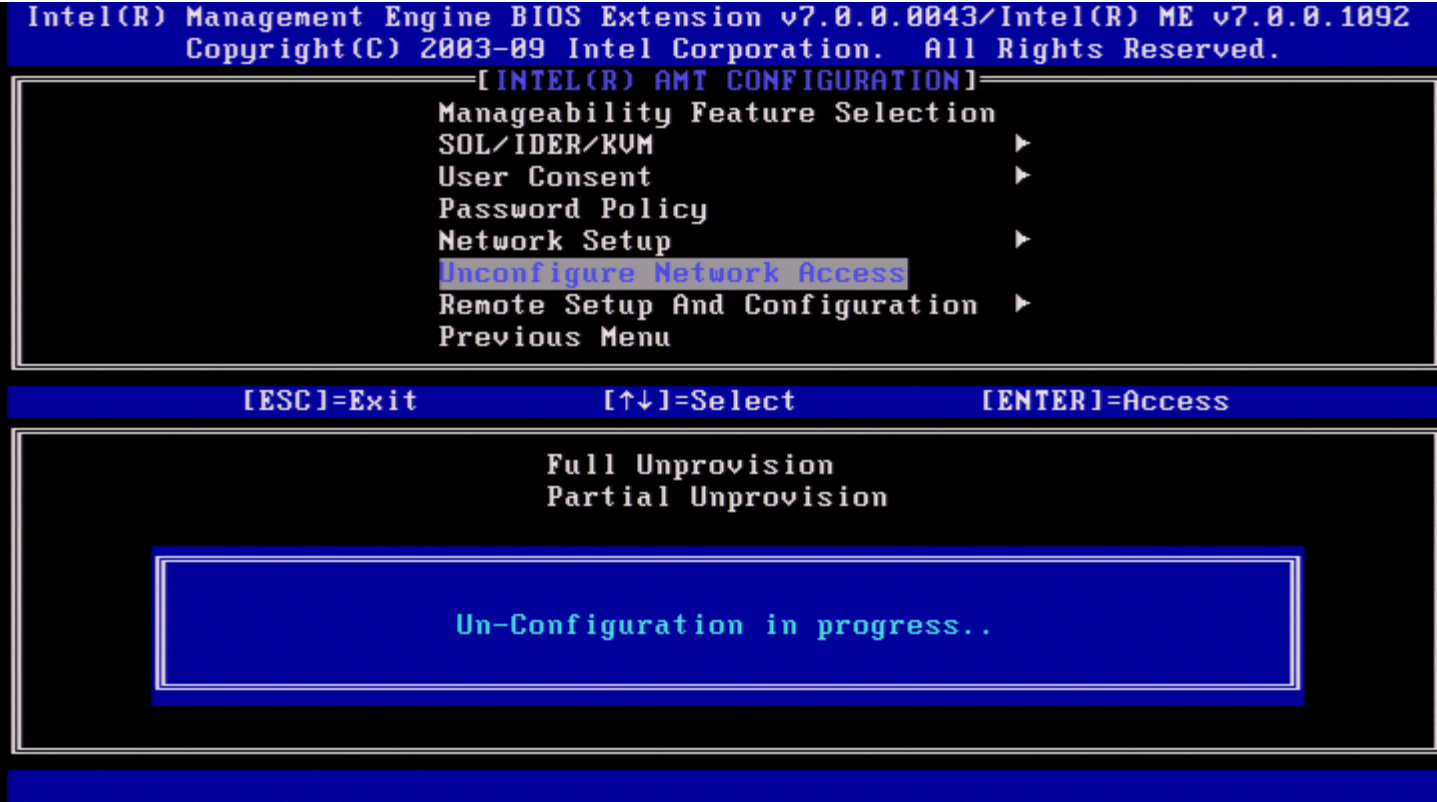 Intel(R) Management Engine BIOS Extension v7.0.0.0043/Intel(R) ME v7.0.0.1092
Copyright(C) 2003-09 Intel Corporation. All Rights Reserved.
[INTEL(R) AMT CONFIGURATION]
Manageability Feature Selection
SOL/IDER/KVM ►
User Consent ►
Password Policy
Network Setup ►
Unconfigure Network Access
Remote Setup And Configuration ►
Previous Menu
[ESC]=Exit [↑↓]=Select [ENTER]=Access
Full Unprovision
Partial Unprovision
Un-Configuration in progress..